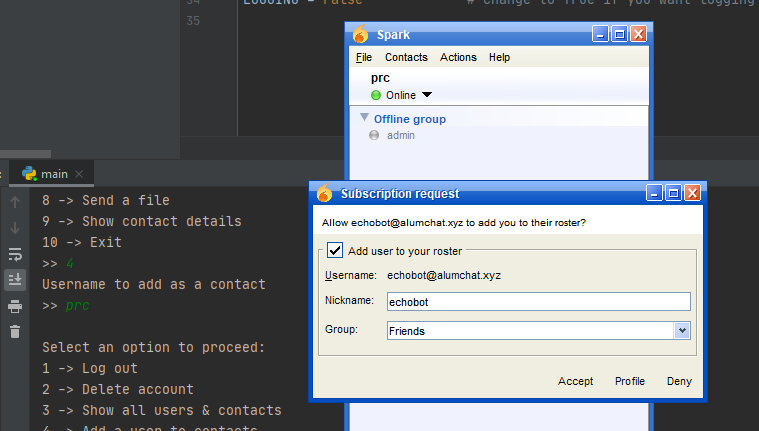 34
LOGGING = False # Change to True if you want logging
35
Spark
File Contacts Actions Help
prc
Online
Offline group
admin
main
8 -> Send a file
9 -> Show contact details
10 -> Exit
>> 4
Username to add as a contact
>> prc
Select an option to proceed:
1 -> Log out
2 -> Delete account
3 -> Show all users & contacts
4 -> Add a user to contacts
Subscription request
Allow echobot@alumchat.xyz to add you to their roster?
Add user to your roster
Username: echobot@alumchat.xyz
Nickname: echobot
Group: Friends
Accept Profile Deny